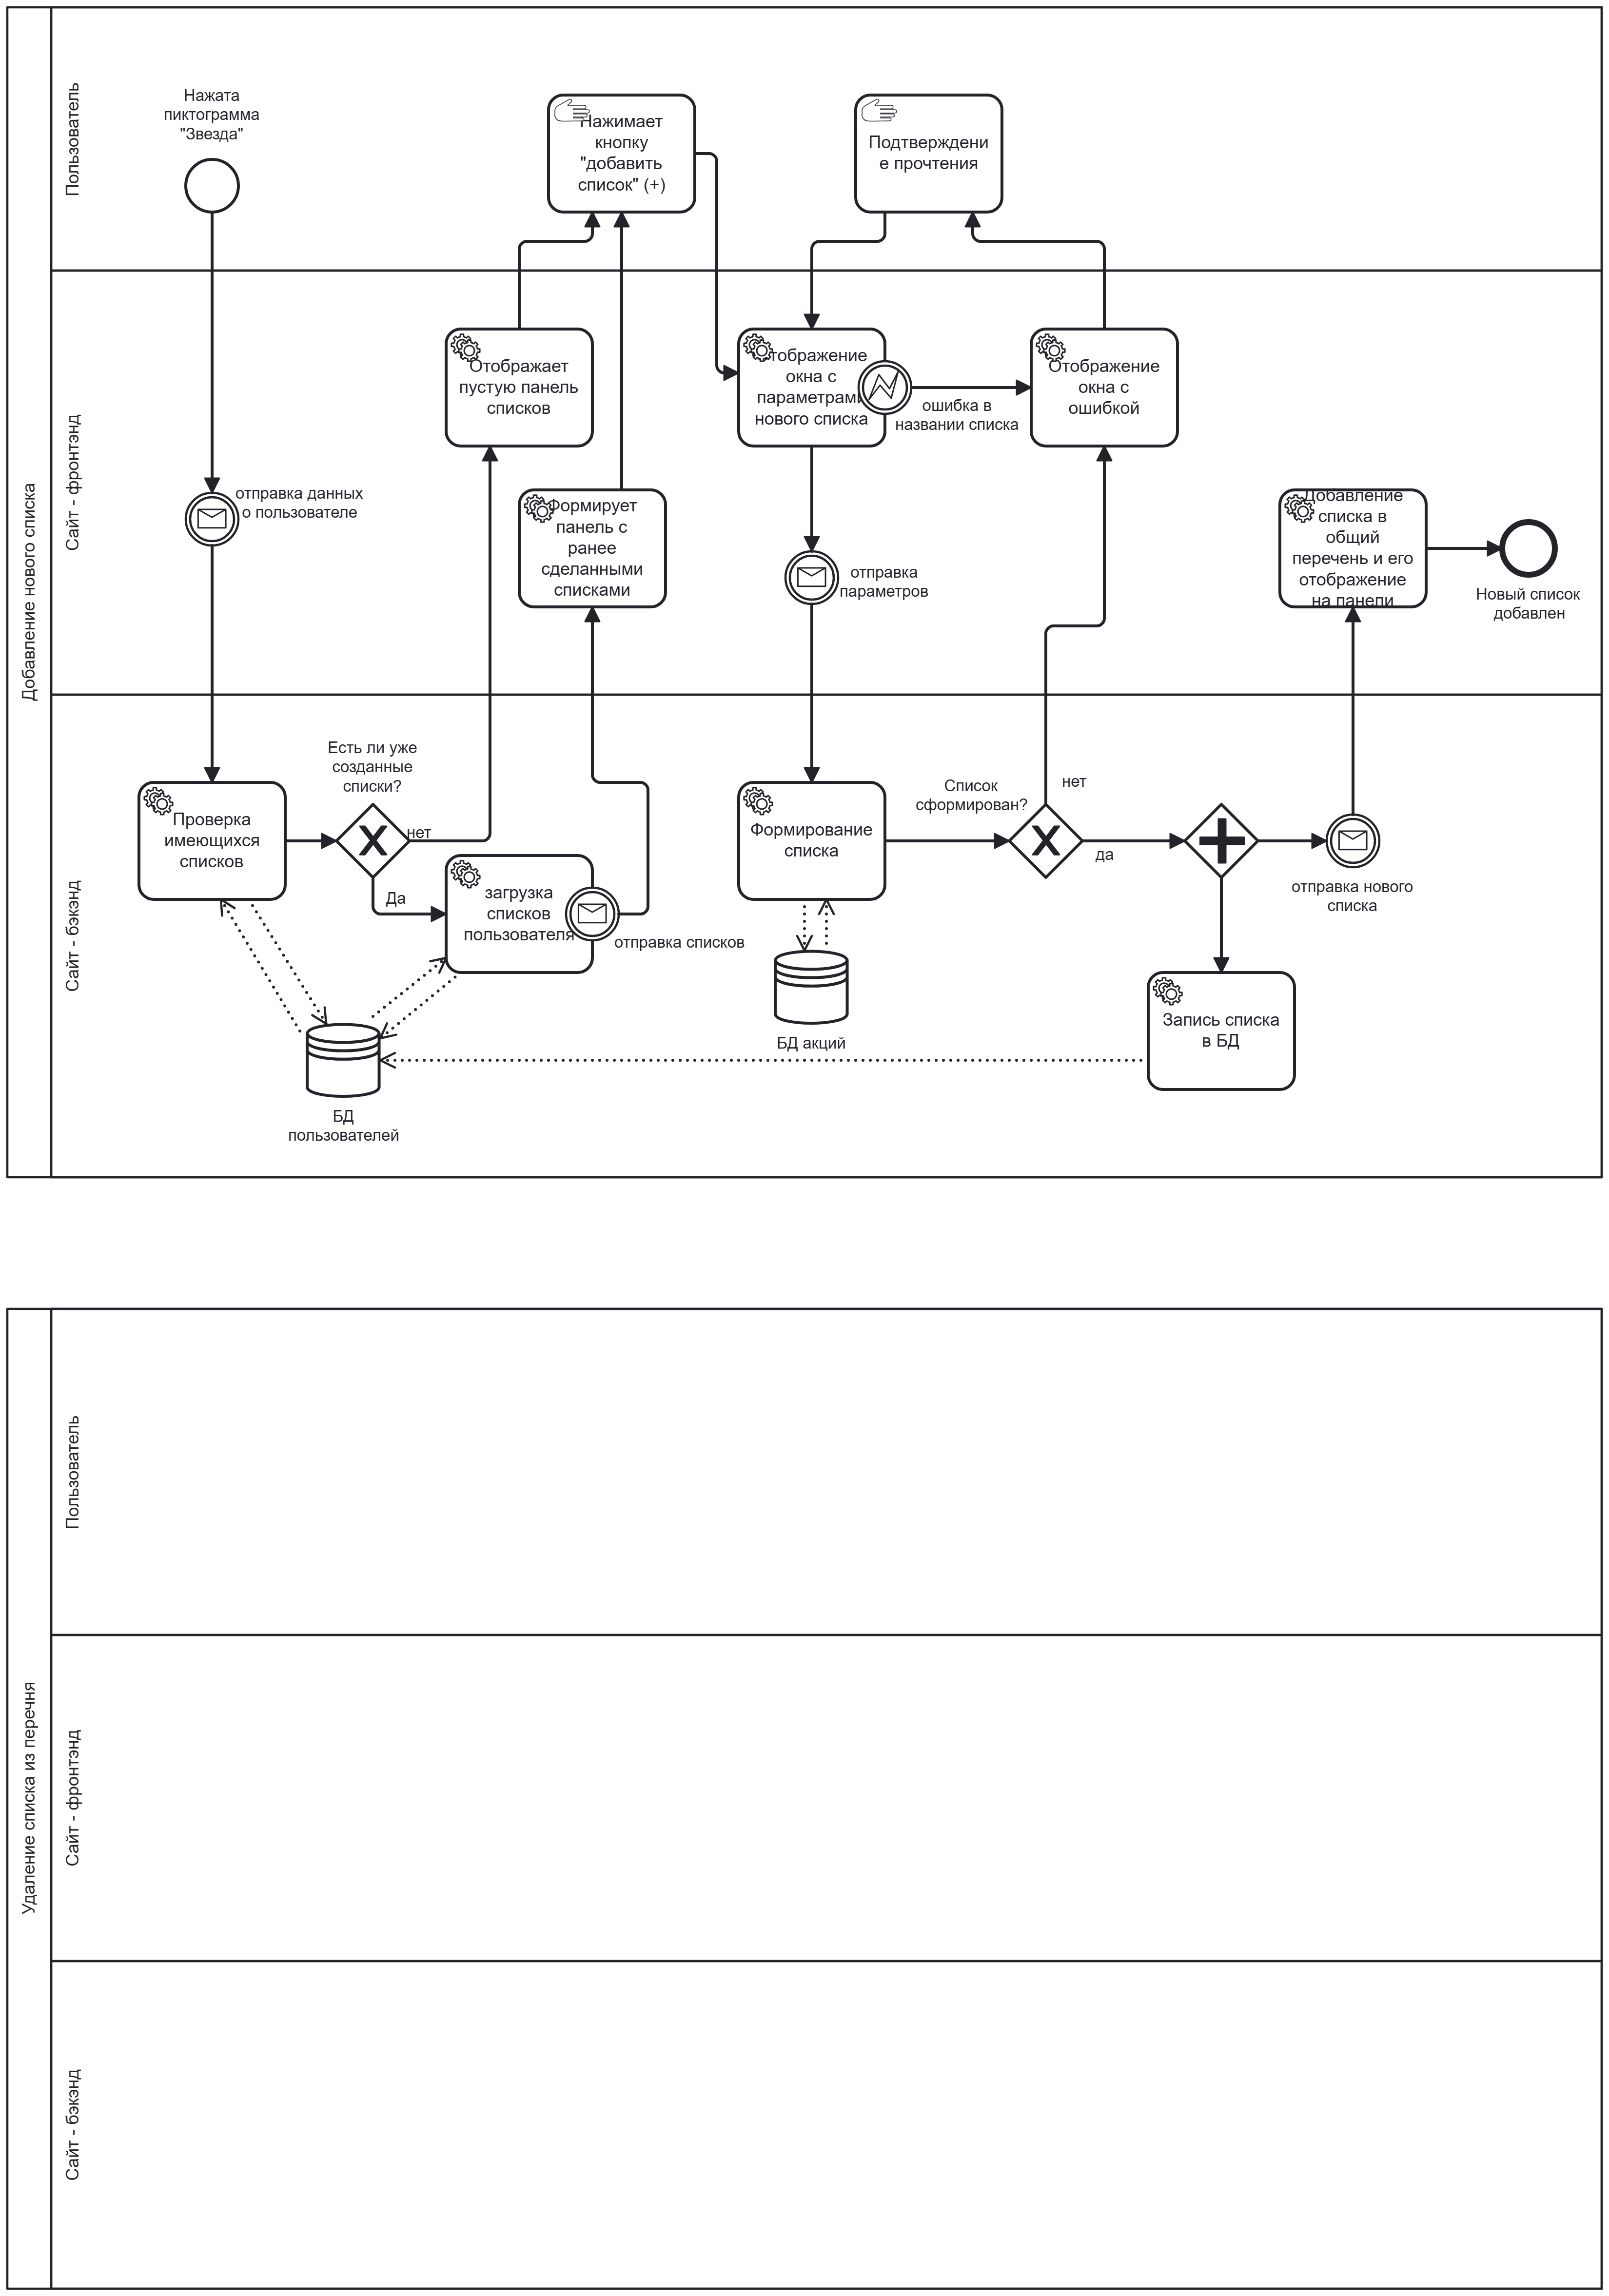 Добавление нового списка
Пользователь
Нажата
пиктограмма
"Звезда"
Нажимает
кнопку
"добавить
список" (+)
Подтверждени
е прочтения
Сайт - фронтэнд
отправка данных
о пользователе
Отображает
пустую панель
списков
Формирует
панель с
ранее
сделанными
списками
Отображение
окна с
параметрами
нового списка
ошибка в
названии списка
Отображение
окна с
ошибкой
отправка
параметров
Добавление
списка в
общий
перечень и его
отображение
на панели
Новый список
добавлен
Сайт - бэкэнд
Проверка
имеющихся
списков
Есть ли уже
созданные
списки?
нет
Да
загрузка
списков
пользователя
отправка списков
Формирование
списка
Список
сформирован?
нет
да
отправка нового
списка
Запись списка
в БД
БД акций
БД
пользователей
Удаление списка из перечня
Пользователь
Сайт - фронтэнд
Сайт - бэкэнд